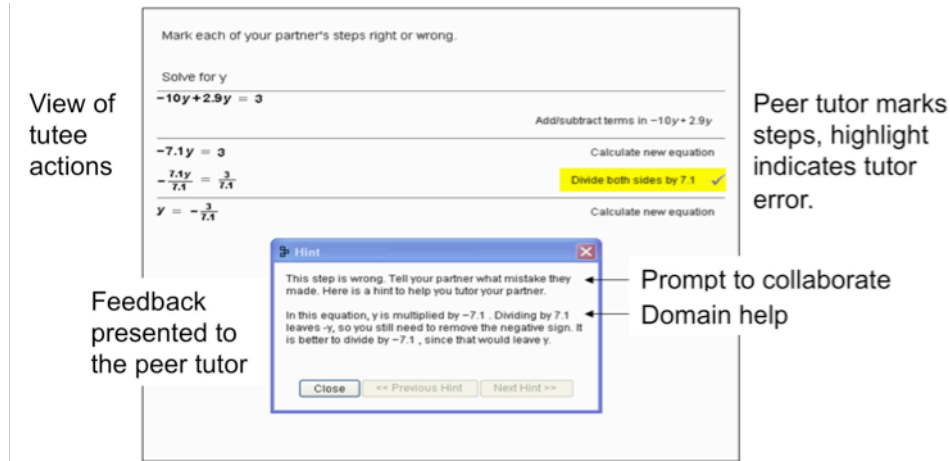 Mark each of your partner's steps right or wrong.
Solve for y
−10y+2.9y = 3
Add/subtract terms in −10y+ 2.9y
−7.1y = 3
Calculate new equation
−7.1y/7.1 = 3/7.1
Divide both sides by 7.1 ✓
y = −3/7.1
Calculate new equation
View of
tutee
actions
Peer tutor marks
steps, highlight
indicates tutor
error.
Hint
This step is wrong. Tell your partner what mistake they
made. Here is a hint to help you tutor your partner.
In this equation, y is multiplied by −7.1 . Dividing by 7.1
leaves -y, so you still need to remove the negative sign. It
is better to divide by −7.1 , since that would leave y.
Close
<< Previous Hint
Next Hint >>
Prompt to collaborate
Domain help
Feedback
presented to
the peer tutor